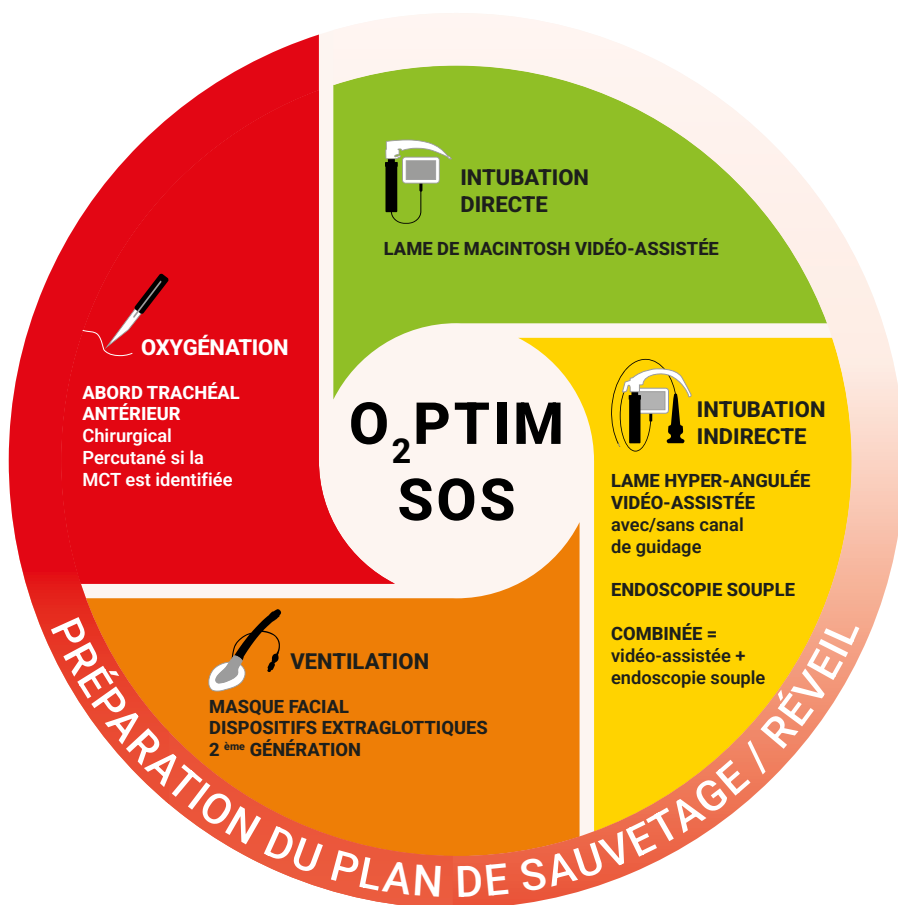 O₂PTIM
SOS
INTUBATION
DIRECTE
LAME DE MACINTOSH VIDÉO-ASSISTÉE
INTUBATION
INDIRECTE
LAME HYPER-ANGULÉE
VIDÉO-ASSISTÉE
avec/sans canal
de guidage
ENDOSCOPIE SOUPLE
COMBINÉE =
vidéo-assistée +
endoscopie souple
VENTILATION
MASQUE FACIAL
DISPOSITIFS EXTRAGLOTTIQUES
2 ème GÉNÉRATION
OXYGÉNATION
ABORD TRACHÉAL
ANTÉRIEUR
Chirurgical
Percutané si la
MCT est identifiée
PRÉPARATION DU PLAN DE SAUVETAGE / RÉVEIL